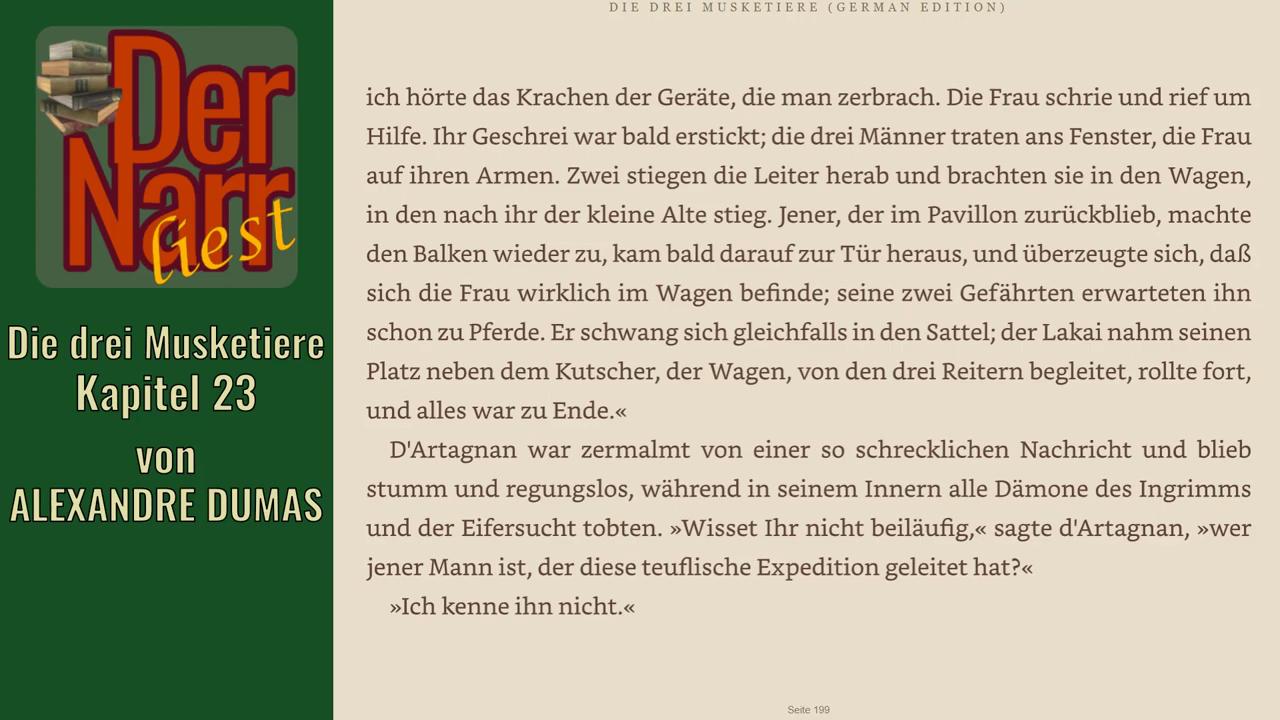 Der
Narr
liest
Die drei Musketiere
Kapitel 23
von
ALEXANDRE DUMAS
DIE DREI MUSKETIERE (GERMAN EDITION)
ich hörte das Krachen der Geräte, die man zerbrach. Die Frau schrie und rief um
Hilfe. Ihr Geschrei war bald erstickt; die drei Männer traten ans Fenster, die Frau
auf ihren Armen. Zwei stiegen die Leiter herab und brachten sie in den Wagen,
in den nach ihr der kleine Alte stieg. Jener, der im Pavillon zurückblieb, machte
den Balken wieder zu, kam bald darauf zur Tür heraus, und überzeugte sich, daß
sich die Frau wirklich im Wagen befinde; seine zwei Gefährten erwarteten ihn
schon zu Pferde. Er schwang sich gleichfalls in den Sattel; der Lakai nahm seinen
Platz neben dem Kutscher, der Wagen, von den drei Reitern begleitet, rollte fort,
und alles war zu Ende.«
D'Artagnan war zermalmt von einer so schrecklichen Nachricht und blieb
stumm und regungslos, während in seinem Innern alle Dämone des Ingrimms
und der Eifersucht tobten. »Wisset Ihr nicht beiläufig,« sagte d'Artagnan, »wer
jener Mann ist, der diese teuflische Expedition geleitet hat?«
»Ich kenne ihn nicht.«
Seite 199